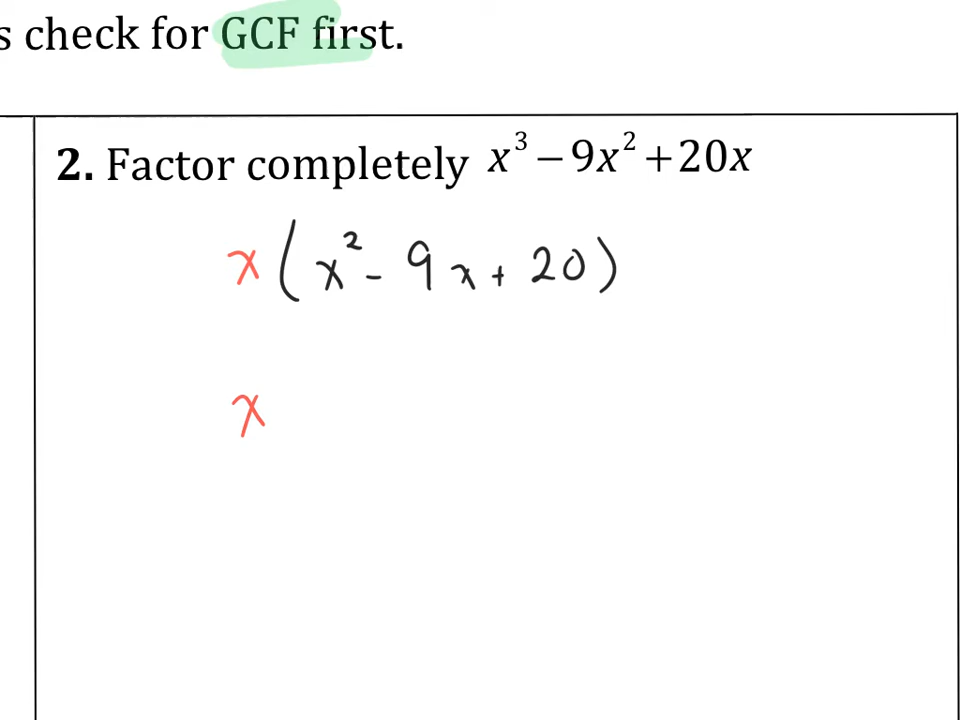 s check for GCF first.
2. Factor completely x³ − 9x² + 20x
x(x² - 9x + 20)
x